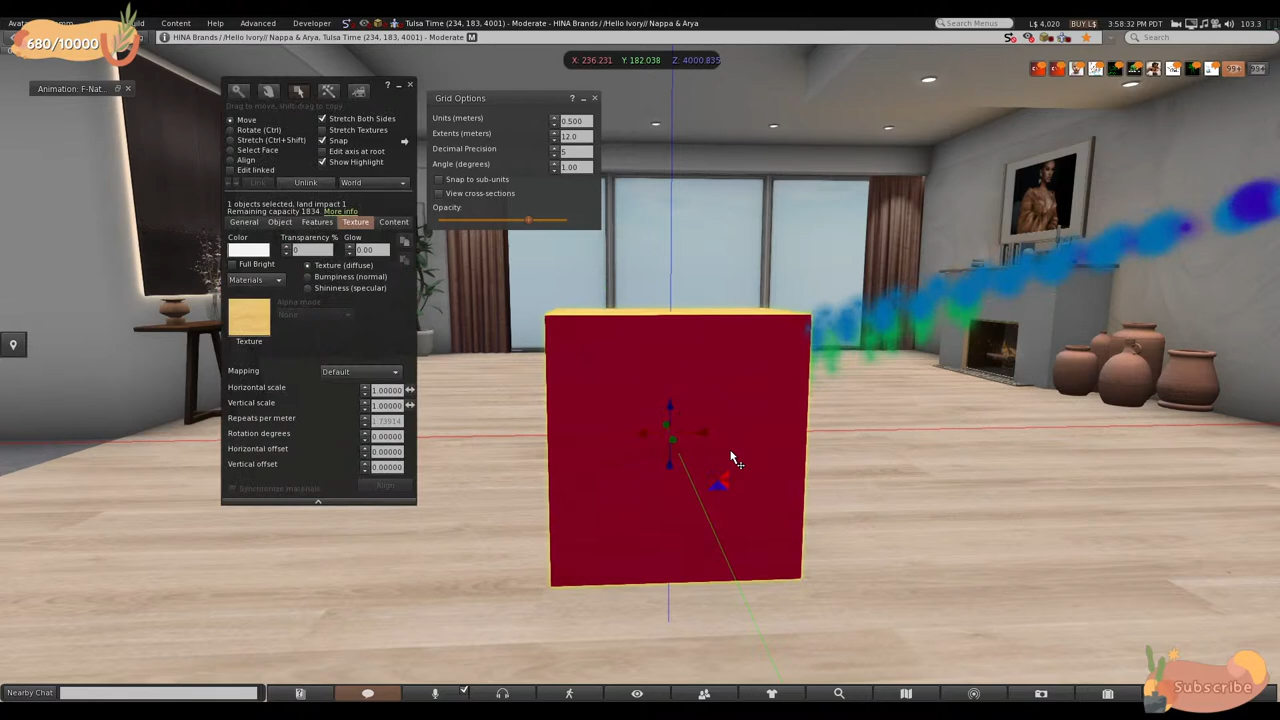 Content
Help
Advanced
Developer
Tulsa Time (234, 183, 4001) - Moderate - HINA Brands / /Hello Ivory// Nappa & Arya
Search Menus
L$ 4,020
BUY L$
3:58:32 PM PDT
103.3
HINA Brands / /Hello Ivory// Nappa & Arya, Tulsa Time (234, 183, 4001) - Moderate M
Search
680/10000
X: 236.231 Y: 182.038 Z: 4000.835
99+
Animation: F-Nat...
Drag to move, Shift-drag to copy
Move
Rotate (Ctrl)
Stretch (Ctrl+Shift)
Select Face
Align
Edit linked
Stretch Both Sides
Stretch Textures
Snap
Edit axis at root
Show Highlight
Link
Unlink
World
1 objects selected, land impact 1
Remaining capacity 1834. More info
General
Object
Features
Texture
Content
Color
Transparency %
Glow
0
0.00
Full Bright
Texture (diffuse)
Bumpiness (normal)
Shininess (specular)
Materials
Alpha mode
None
Texture
Mapping
Default
Horizontal scale 1.00000
Vertical scale 1.00000
Repeats per meter 1.73914
Rotation degrees 0.00000
Horizontal offset 0.00000
Vertical offset 0.00000
Synchronize materials
Align
Grid Options
Units (meters) 0.500
Extents (meters) 12.0
Decimal Precision 5
Angle (degrees) 1.00
Snap to sub-units
View cross-sections
Opacity:
Subscribe
Nearby Chat